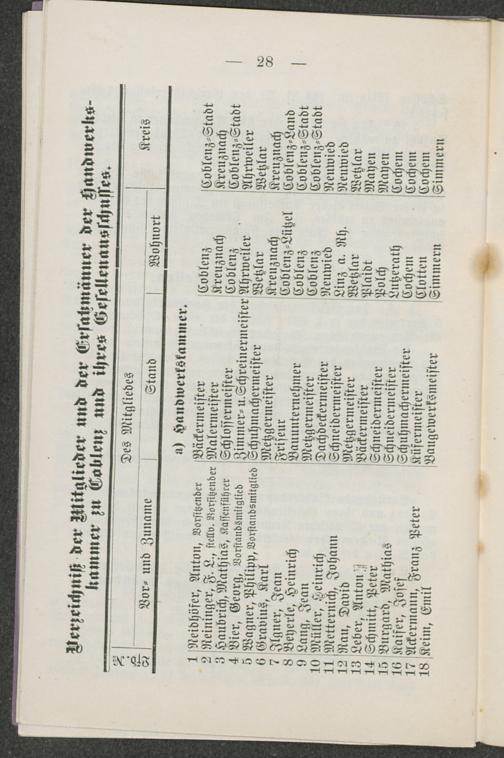 — 28 —
Verzeichniß der Mitglieder und der Ersatzmänner der Handwerks-
kammer zu Coblenz und ihres Gesellenausschusses.
Lfde. № Des Mitgliedes
Vor- und Zuname Stand Wohnort Kreis
a) Handwerkskammer.
1 Neidhöfer, Anton, Vorsitzender Bäckermeister Coblenz Coblenz-Stadt
2 Reininger, F. L., stellv. Vorsitzender Malermeister Kreuznach Kreuznach
3 Haubrich, Matthias, Kassenführer Schlossermeister Coblenz Coblenz-Stadt
4 Bier, Georg, Vorstandsmitglied Zimmer- u. Schreinermeister Ahrweiler Ahrweiler
5 Wagner, Philipp, Vorstandsmitglied Schuhmachermeister Wetzlar Wetzlar
6 Gravius, Karl Metzgermeister Kreuznach Kreuznach
7 Ilgner, Jean Friseur Coblenz-Lützel Coblenz-Land
8 Beyerle, Heinrich Bauunternehmer Coblenz Coblenz-Stadt
9 Lang, Jean Metzgermeister Coblenz Coblenz-Stadt
10 Müller, Heinrich Dachdeckermeister Neuwied Neuwied
11 Metternich, Johann Schneidermeister Linz a. Rh. Neuwied
12 Rau, David Metzgermeister Wetzlar Wetzlar
13 Leber, Anton Bäckermeister Plaidt Mayen
14 Schmitt, Peter Schneidermeister Polch Mayen
15 Burgard, Mathias Schneidermeister Lutzerath Cochem
16 Kaiser, Josef Schuhmachermeister Cochem Cochem
17 Ackermann, Franz Peter Küfermeister Clotten Cochem
18 Keim, Emil Baugewerksmeister Simmern Simmern